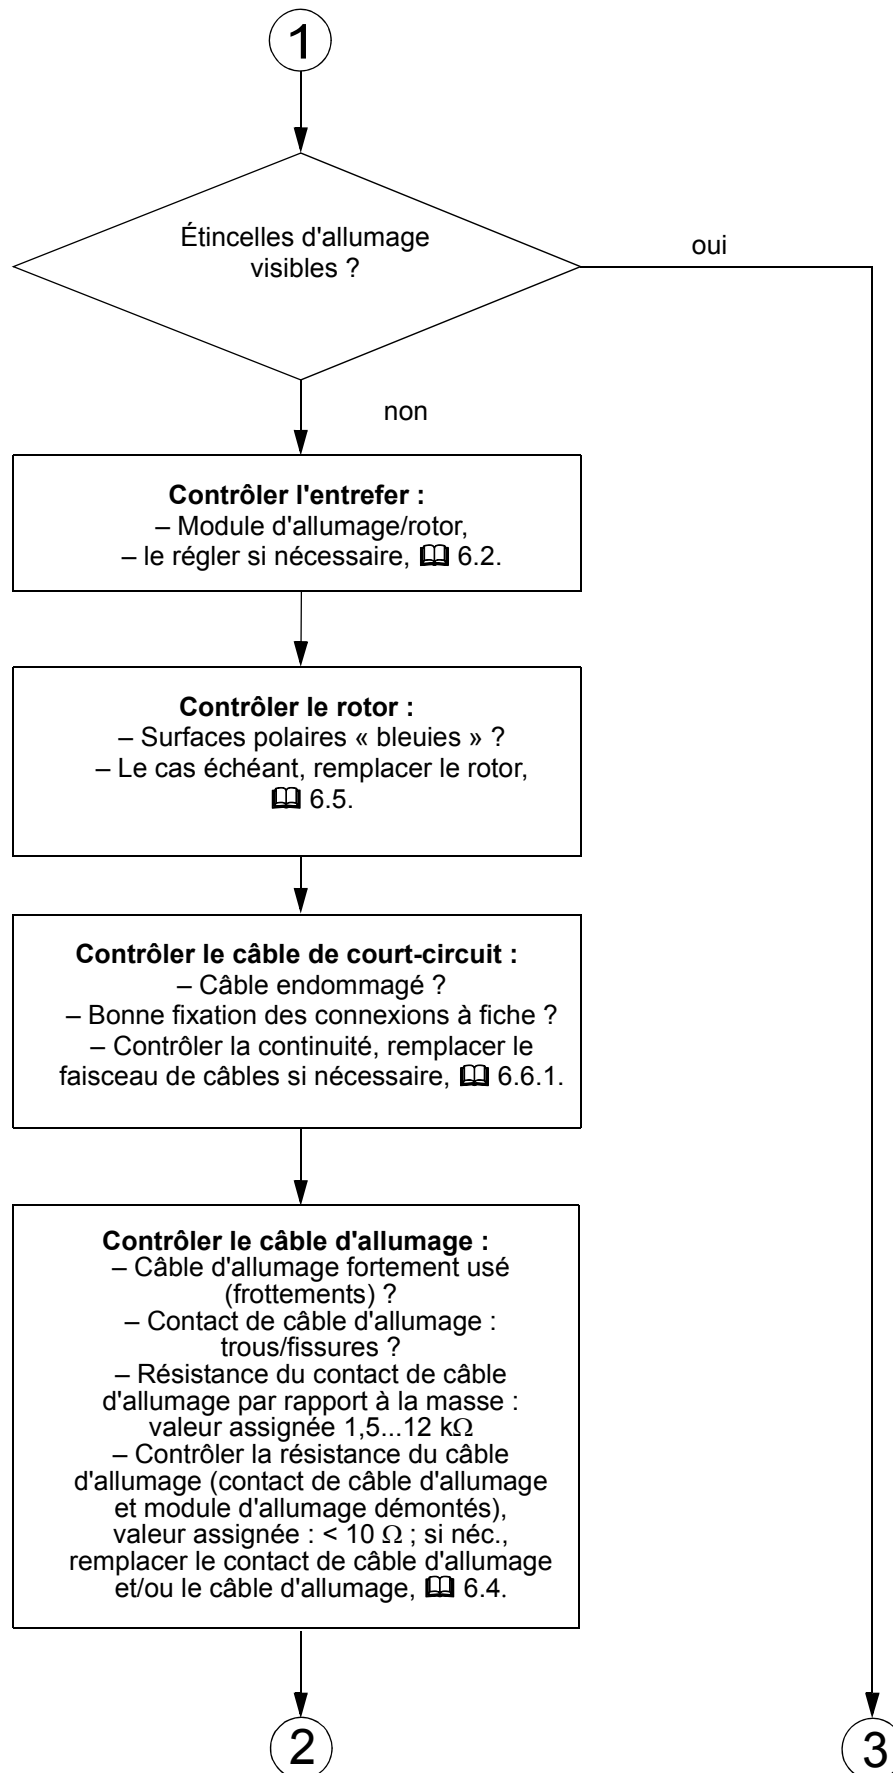 1
Étincelles d'allumage
visibles ?
oui
non
Contrôler l'entrefer :
– Module d'allumage/rotor,
– le régler si nécessaire, 🕮 6.2.
Contrôler le rotor :
– Surfaces polaires « bleuies » ?
– Le cas échéant, remplacer le rotor,
🕮 6.5.
Contrôler le câble de court-circuit :
– Câble endommagé ?
– Bonne fixation des connexions à fiche ?
– Contrôler la continuité, remplacer le
faisceau de câbles si nécessaire, 🕮 6.6.1.
Contrôler le câble d'allumage :
– Câble d'allumage fortement usé
(frottements) ?
– Contact de câble d'allumage :
trous/fissures ?
– Résistance du contact de câble
d'allumage par rapport à la masse :
valeur assignée 1,5...12 kΩ
– Contrôler la résistance du câble
d'allumage (contact de câble d'allumage
et module d'allumage démontés),
valeur assignée : < 10 Ω ; si néc.,
remplacer le contact de câble d'allumage
et/ou le câble d'allumage, 🕮 6.4.
2
3